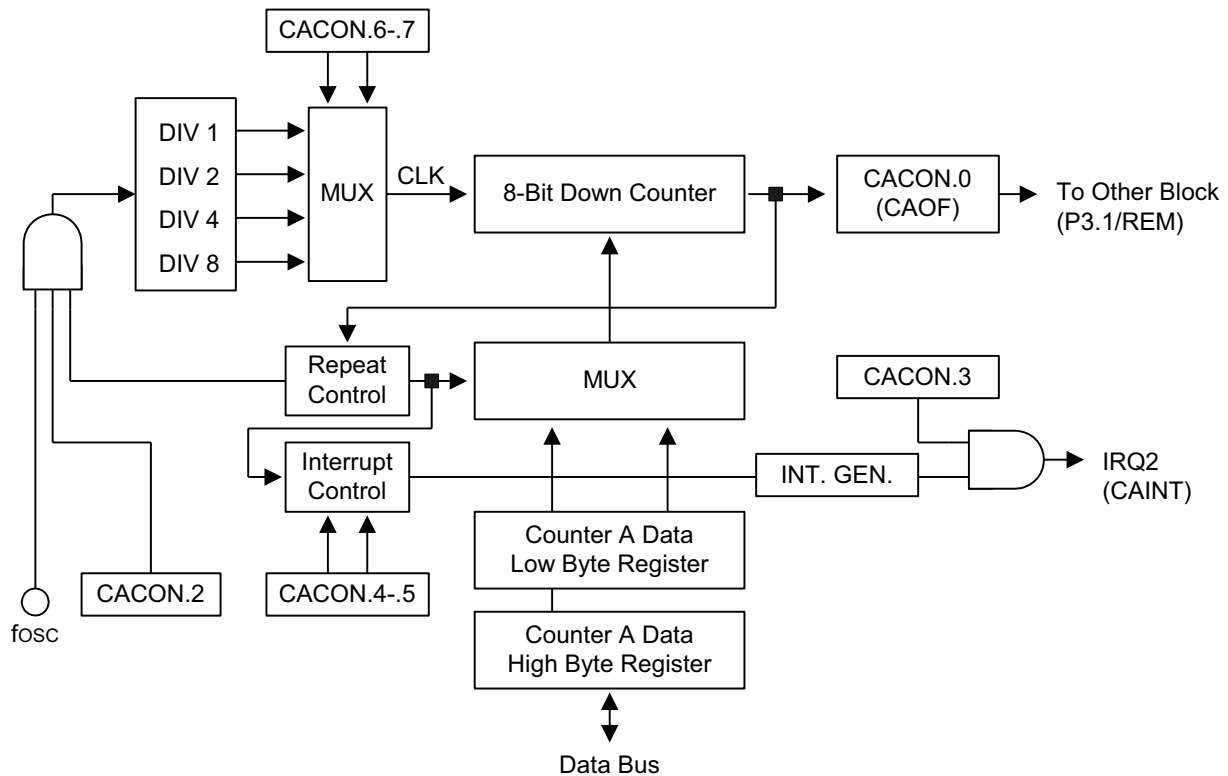 CACON.6-.7
DIV 1
DIV 2
DIV 4
DIV 8
MUX
CLK
8-Bit Down Counter
CACON.0
(CAOF)
To Other Block
(P3.1/REM)
Repeat
Control
MUX
CACON.3
Interrupt
Control
INT. GEN.
IRQ2
(CAINT)
Counter A Data
Low Byte Register
CACON.2
CACON.4-.5
fOSC
Counter A Data
High Byte Register
Data Bus